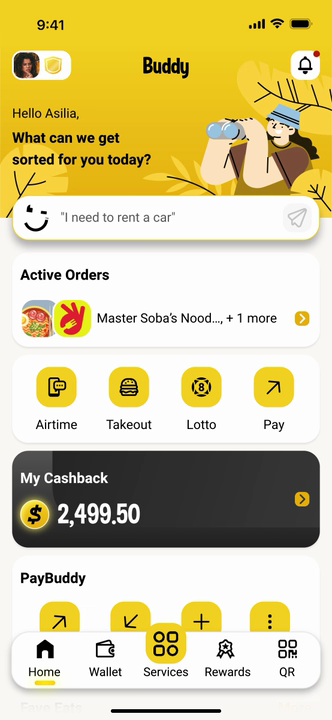 9:41
Buddy
Hello Asilia,
What can we get
sorted for you today?
"I need to rent a car"
Active Orders
Master Soba's Nood..., + 1 more
Airtime
Takeout
Lotto
Pay
My Cashback
$ 2,499.50
PayBuddy
Home
Wallet
Services
Rewards
QR